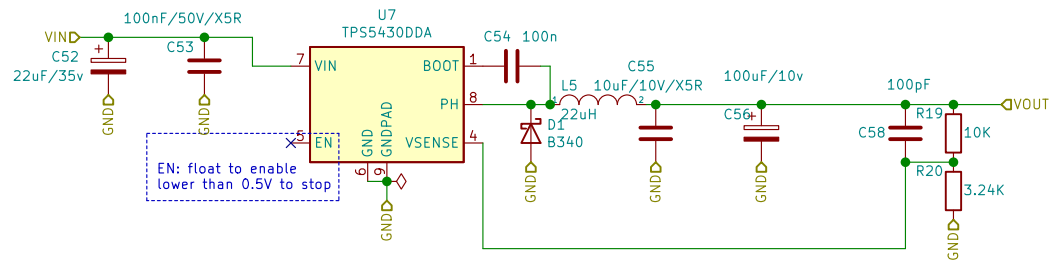 100nF/50V/X5R
U7
TPS5430DDA
VIN
C52
22uF/35v
C53
GND
GND
7
VIN
BOOT
1
PH
8
5
EN
VSENSE
4
GND
GNDPAD
6
9
GND
EN: float to enable
lower than 0.5V to stop
C54
100n
L5
1
2
22uH
D1
B340
GND
C55
10uF/10V/X5R
GND
100uF/10v
C56
+
GND
100pF
C58
R19
10K
R20
3.24K
GND
VOUT
+